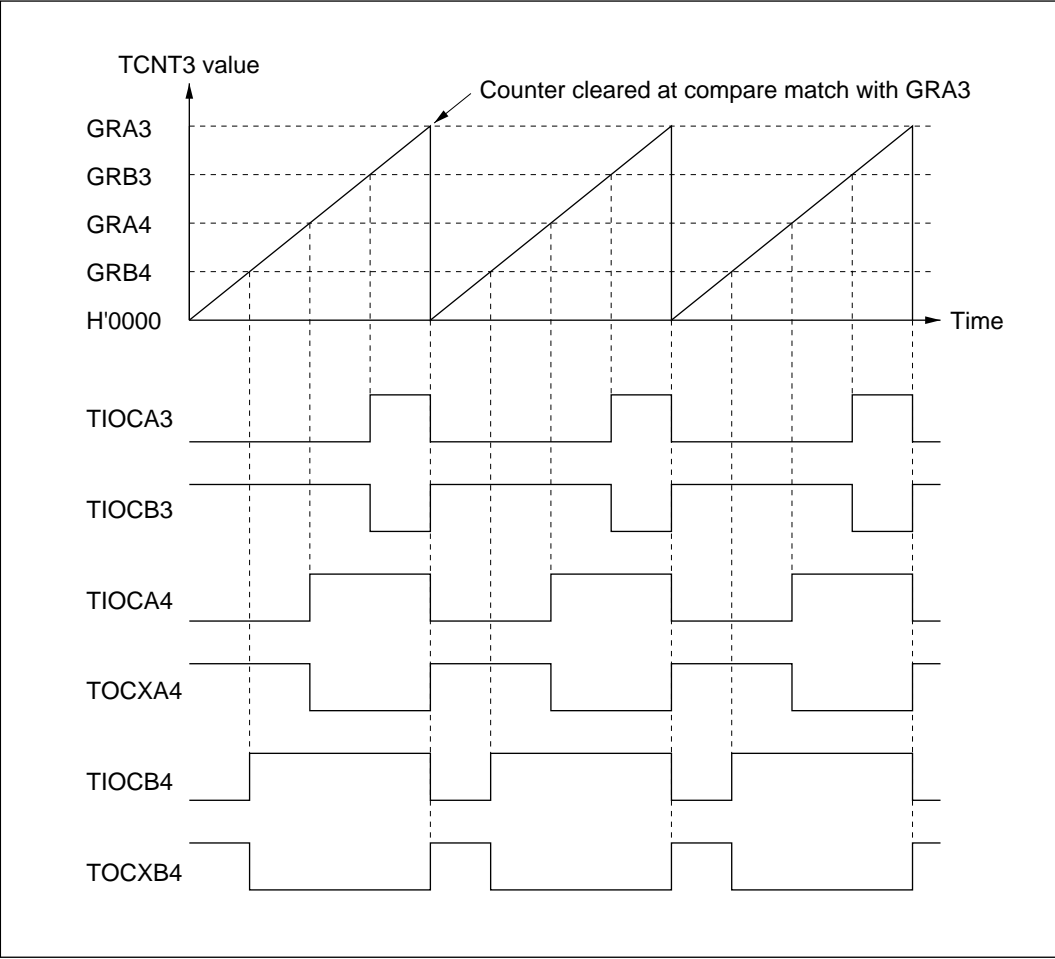 TCNT3 value
Counter cleared at compare match with GRA3
GRA3
GRB3
GRA4
GRB4
H'0000
Time
TIOCA3
TIOCB3
TIOCA4
TOCXA4
TIOCB4
TOCXB4